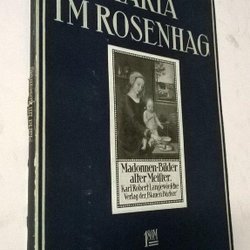 MARIA
IM ROSENHAG
Madonnen-Bilder
alter Meister.
Karl Robert Langewiesche
Verlag der Blauen Bücher